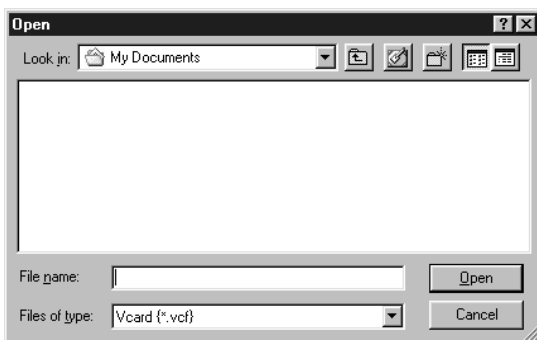 Open
Look in: My Documents
File name: Open
Files of type: Vcard {*.vcf} Cancel